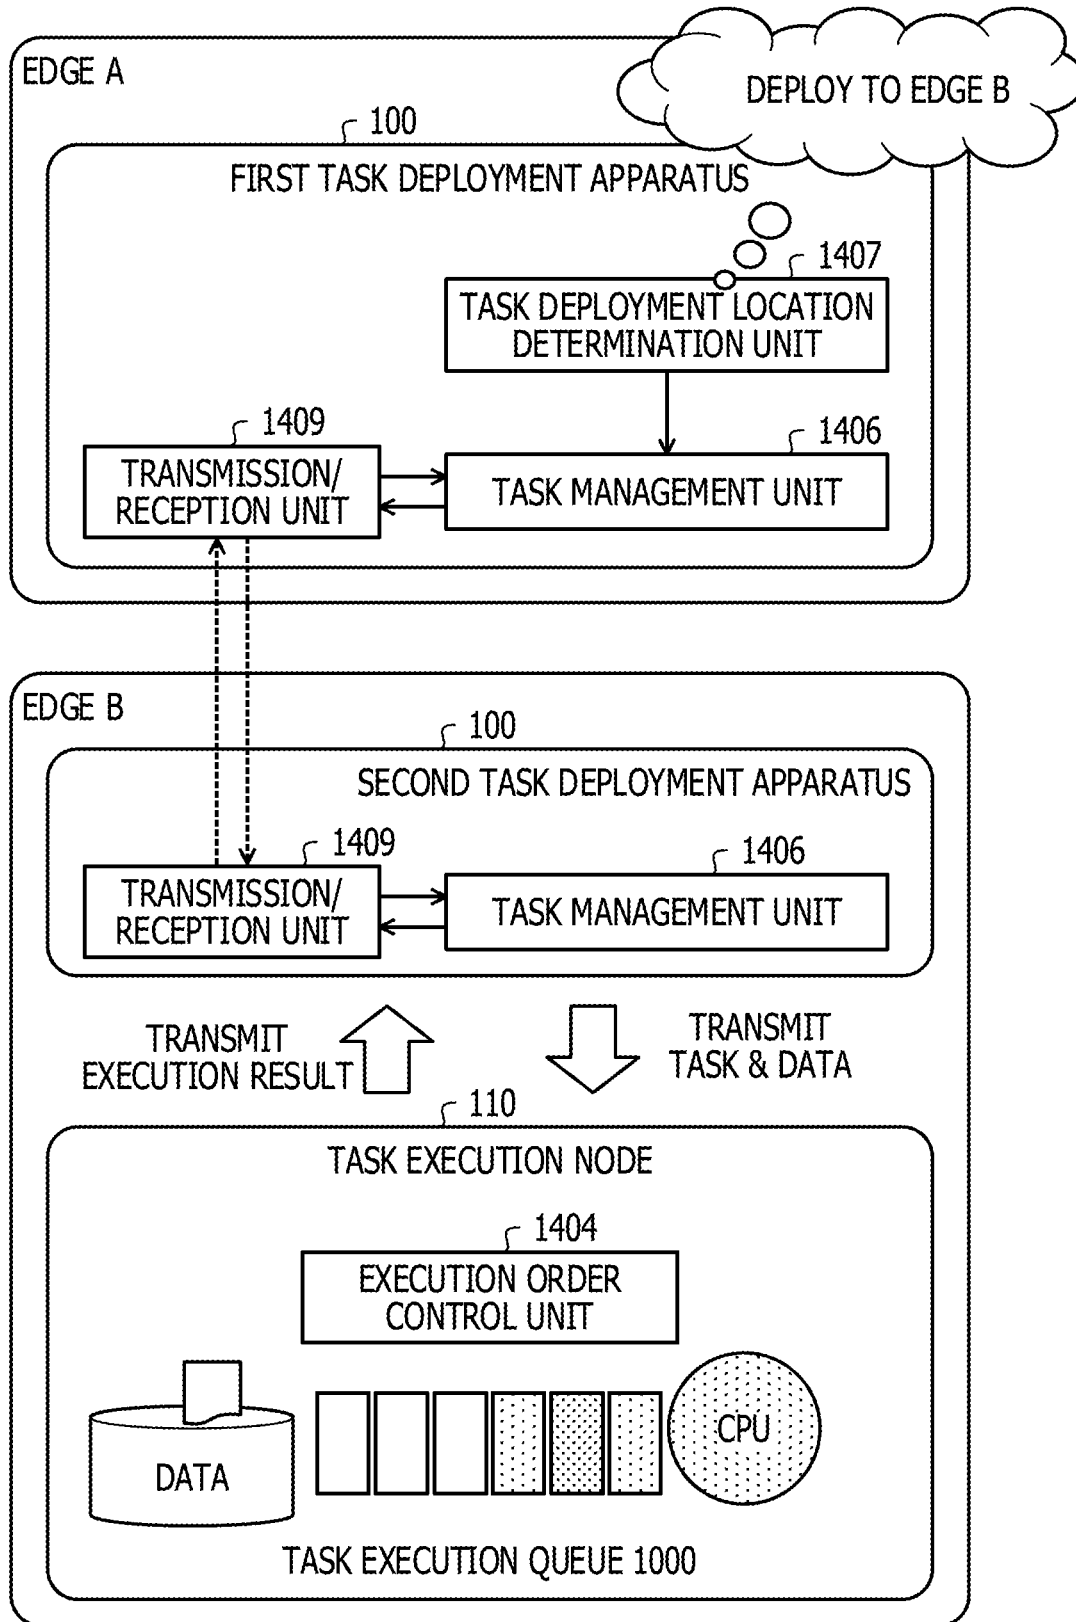 EDGE A
DEPLOY TO EDGE B
100
FIRST TASK DEPLOYMENT APPARATUS
1407
TASK DEPLOYMENT LOCATION
DETERMINATION UNIT
1409
TRANSMISSION/
RECEPTION UNIT
1406
TASK MANAGEMENT UNIT
EDGE B
100
SECOND TASK DEPLOYMENT APPARATUS
1409
TRANSMISSION/
RECEPTION UNIT
1406
TASK MANAGEMENT UNIT
TRANSMIT
EXECUTION RESULT
TRANSMIT
TASK & DATA
110
TASK EXECUTION NODE
1404
EXECUTION ORDER
CONTROL UNIT
DATA
CPU
TASK EXECUTION QUEUE 1000